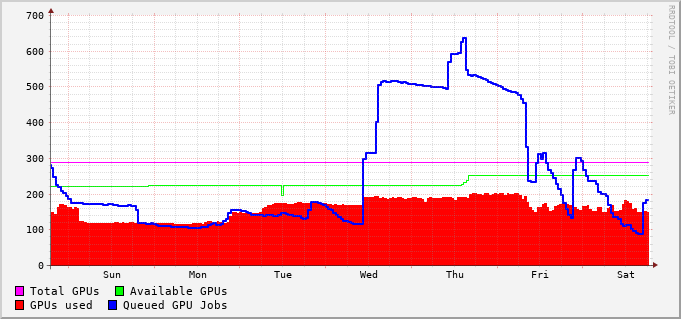 700
600
500
400
300
200
100
0
Sun Mon Tue Wed Thu Fri Sat
Total GPUs Available GPUs
GPUs used Queued GPU Jobs
RRDTOOL / TOBI OETIKER